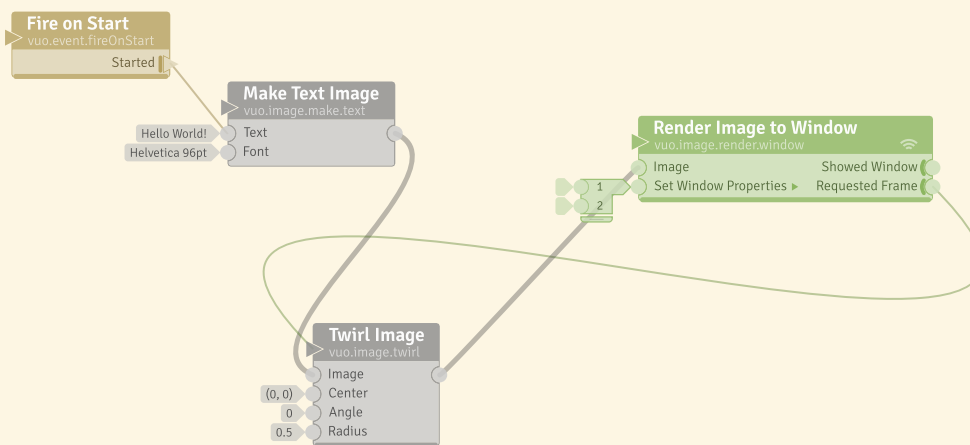 Fire on Start
vuo.event.fireOnStart
Started
Make Text Image
vuo.image.make.text
Hello World!
Text
Helvetica 96pt
Font
Render Image to Window
vuo.image.render.window
Image
Showed Window
1
Set Window Properties
Requested Frame
2
Twirl Image
vuo.image.twirl
Image
(0, 0)
Center
0
Angle
0.5
Radius